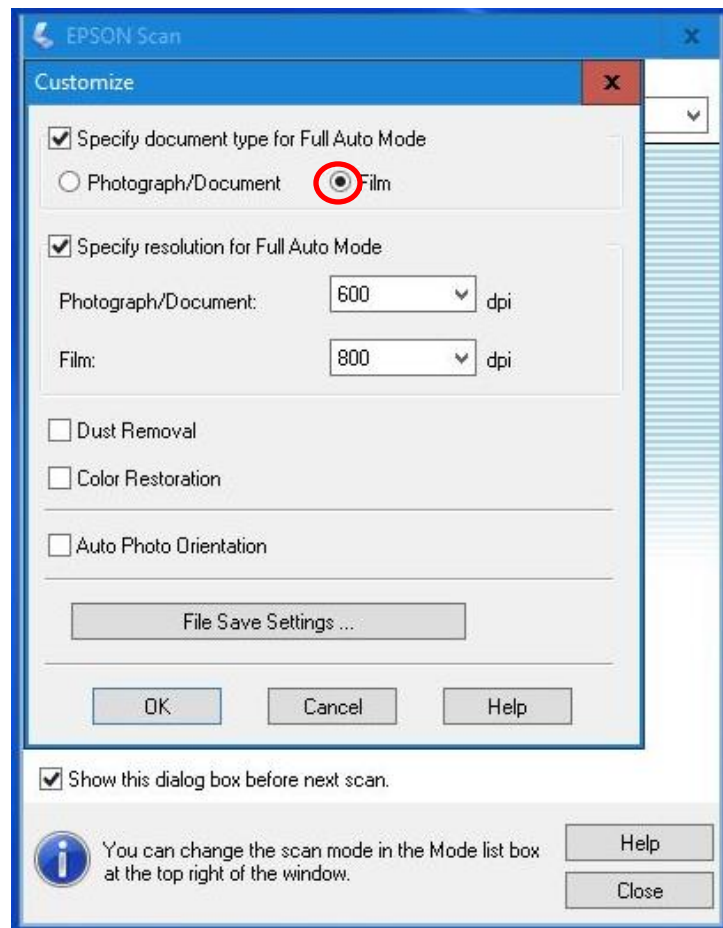 EPSON Scan
Customize
Specify document type for Full Auto Mode
Photograph/Document Film
Specify resolution for Full Auto Mode
Photograph/Document: 600 dpi
Film: 800 dpi
Dust Removal
Color Restoration
Auto Photo Orientation
File Save Settings ...
OK Cancel Help
Show this dialog box before next scan.
You can change the scan mode in the Mode list box
at the top right of the window.
Help
Close